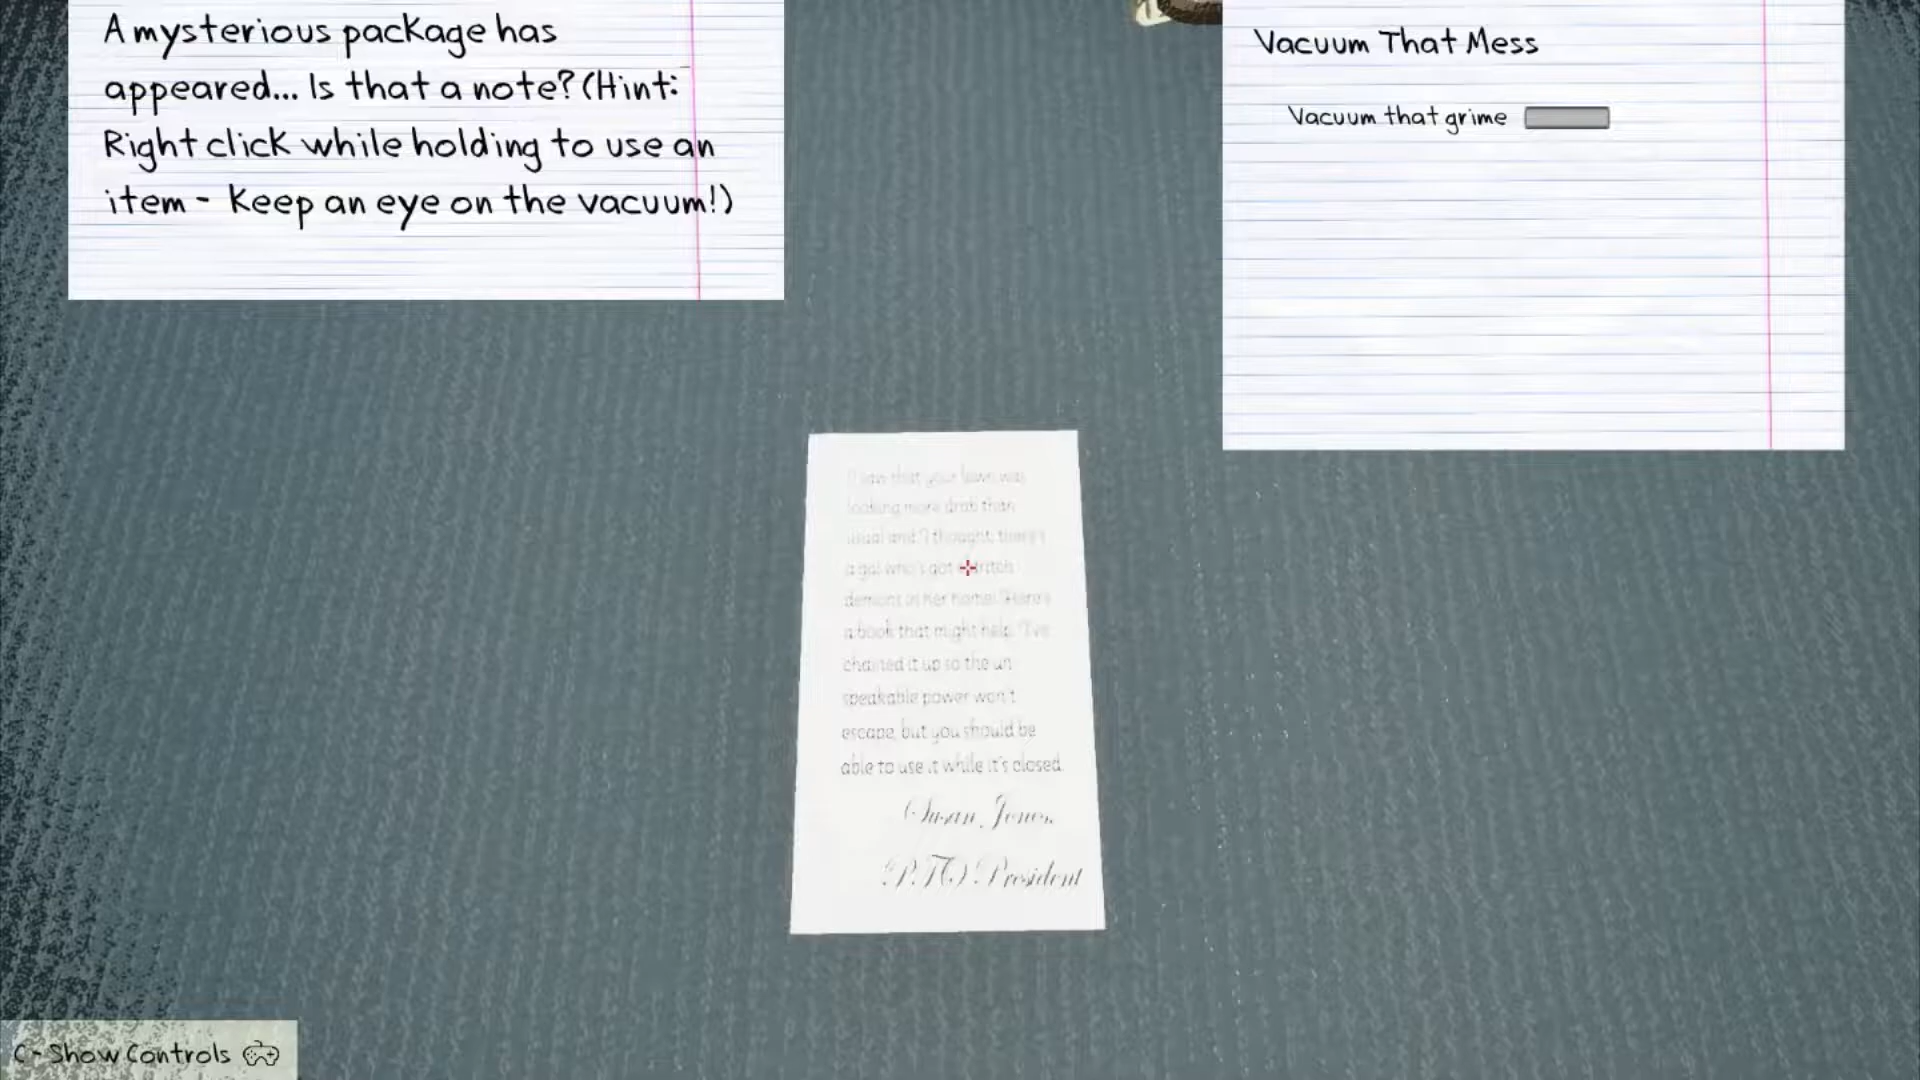 A mysterious package has
appeared... Is that a note? (Hint:
Right click while holding to use an
item - Keep an eye on the vacuum!)
Vacuum That Mess
Vacuum that grime
I saw that your lawn was
looking more drab than
usual and I thought, there's
a gal who's got
demons in her home! Here's
a book that might help. I've
chained it up so the un
speakable power won't
escape, but you should be
able to use it while it's closed.
Susan Jones
P.T.O President
C - Show Controls